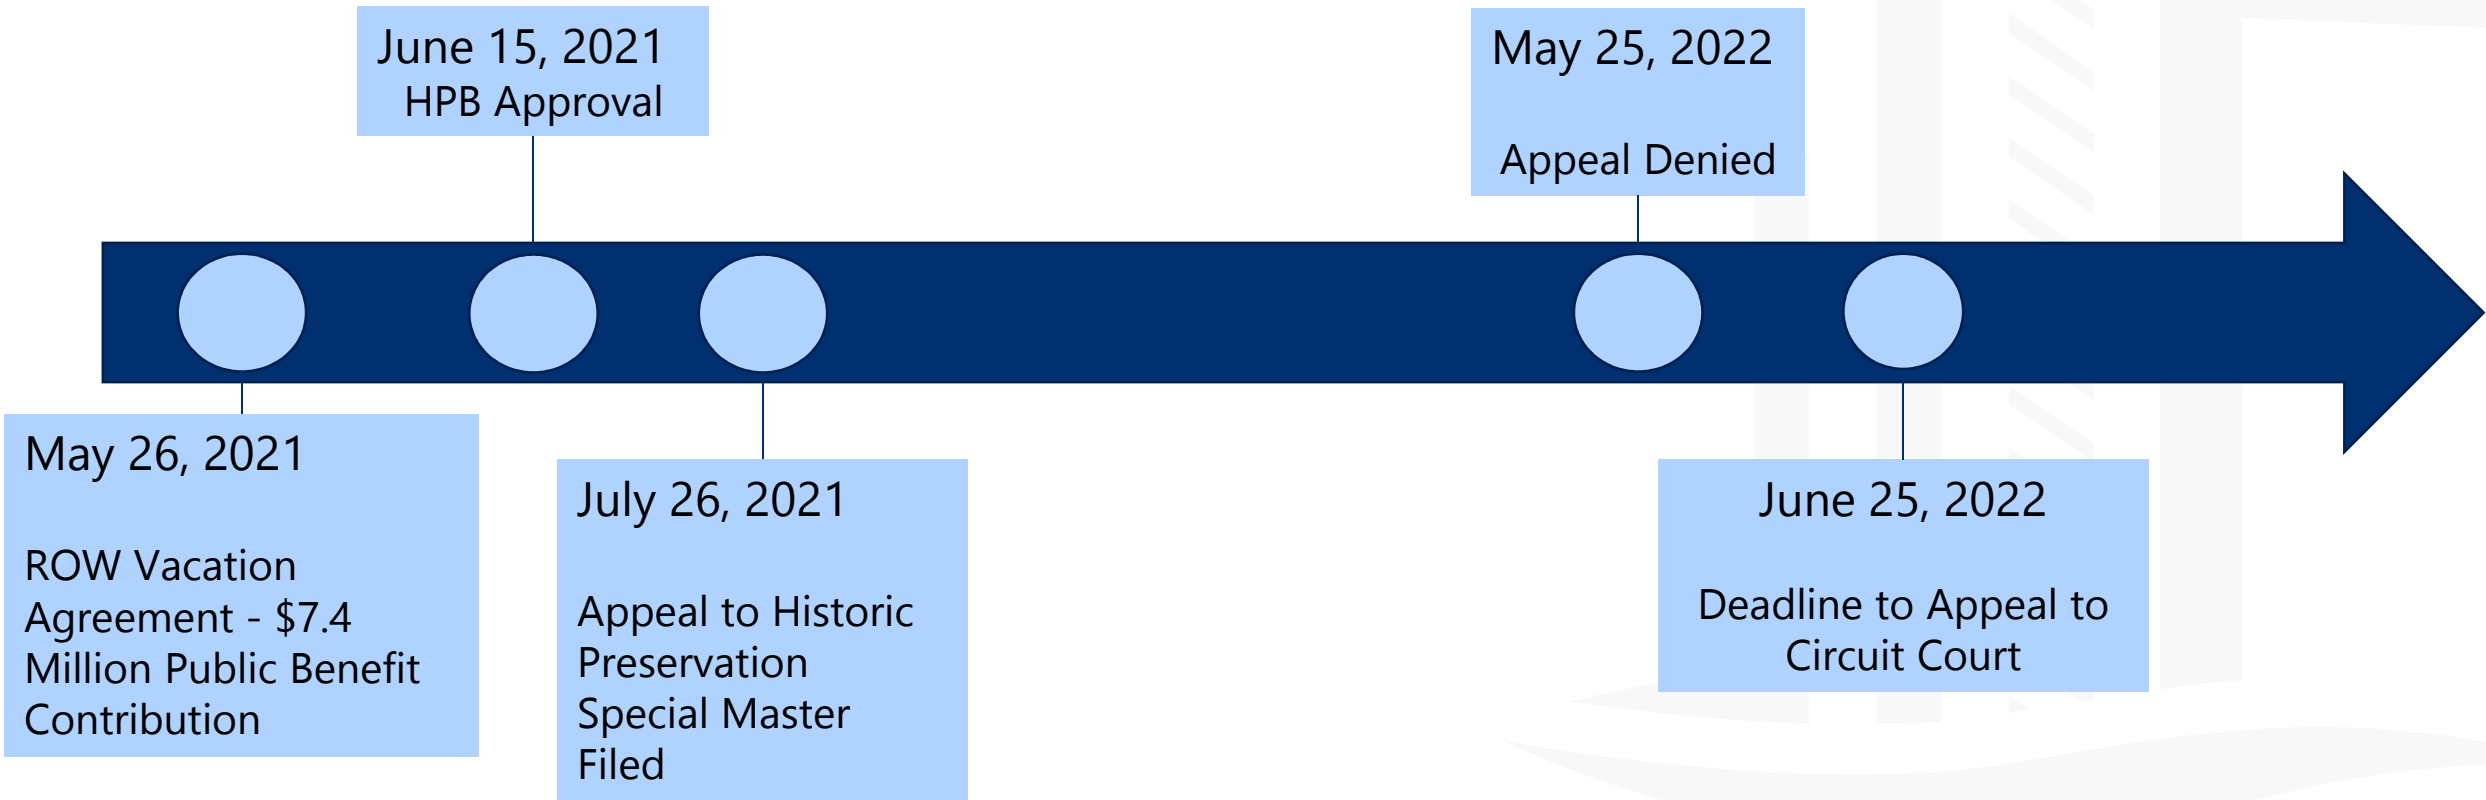 June 15, 2021
HPB Approval
May 25, 2022
Appeal Denied
May 26, 2021
ROW Vacation
Agreement - $7.4
Million Public Benefit
Contribution
July 26, 2021
Appeal to Historic
Preservation
Special Master
Filed
June 25, 2022
Deadline to Appeal to
Circuit Court